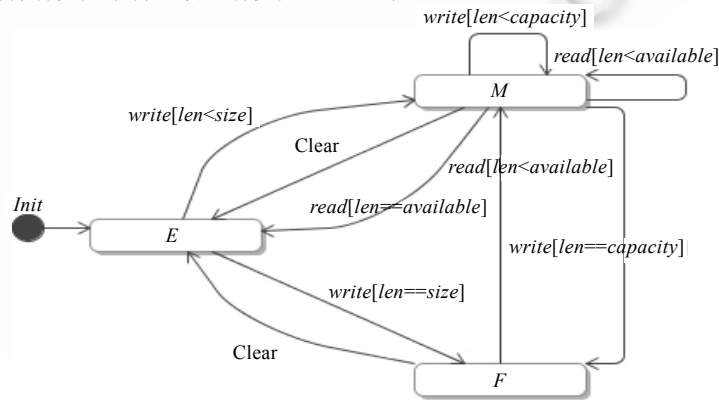 write[len<capacity]
read[len<available]
M
write[len<size]
Clear
read[len<available]
Init
read[len==available]
E
write[len==capacity]
write[len==size]
Clear
F